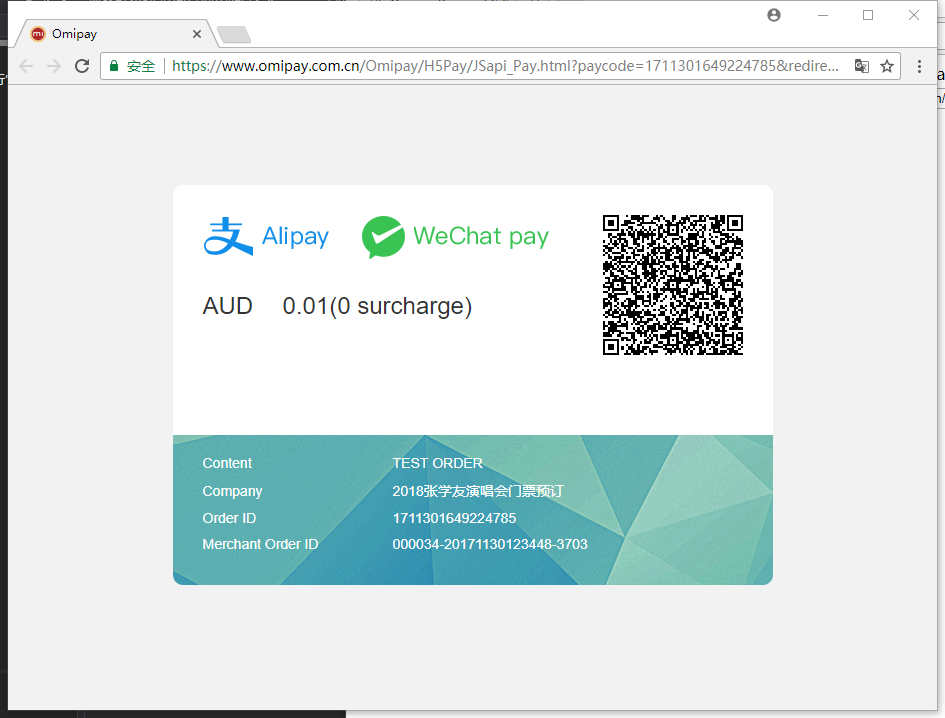 Omipay
安全
https://www.omipay.com.cn/Omipay/H5Pay/JSapi_Pay.html?paycode=1711301649224785&redire...
支 Alipay WeChat pay
AUD 0.01(0 surcharge)
Content TEST ORDER
Company 2018张学友演唱会门票预订
Order ID 1711301649224785
Merchant Order ID 000034-20171130123448-3703